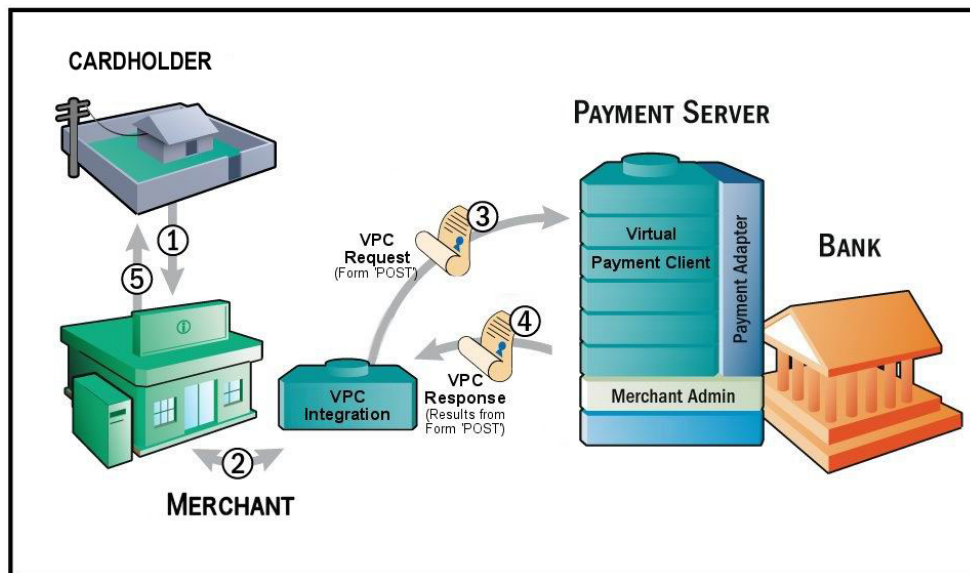 CARDHOLDER
PAYMENT SERVER
①
⑤
VPC
Request
(Form 'POST')
③
Virtual
Payment Client
Payment Adapter
BANK
i
④
VPC
Integration
VPC
Response
(Results from
Form 'POST')
Merchant Admin
②
MERCHANT